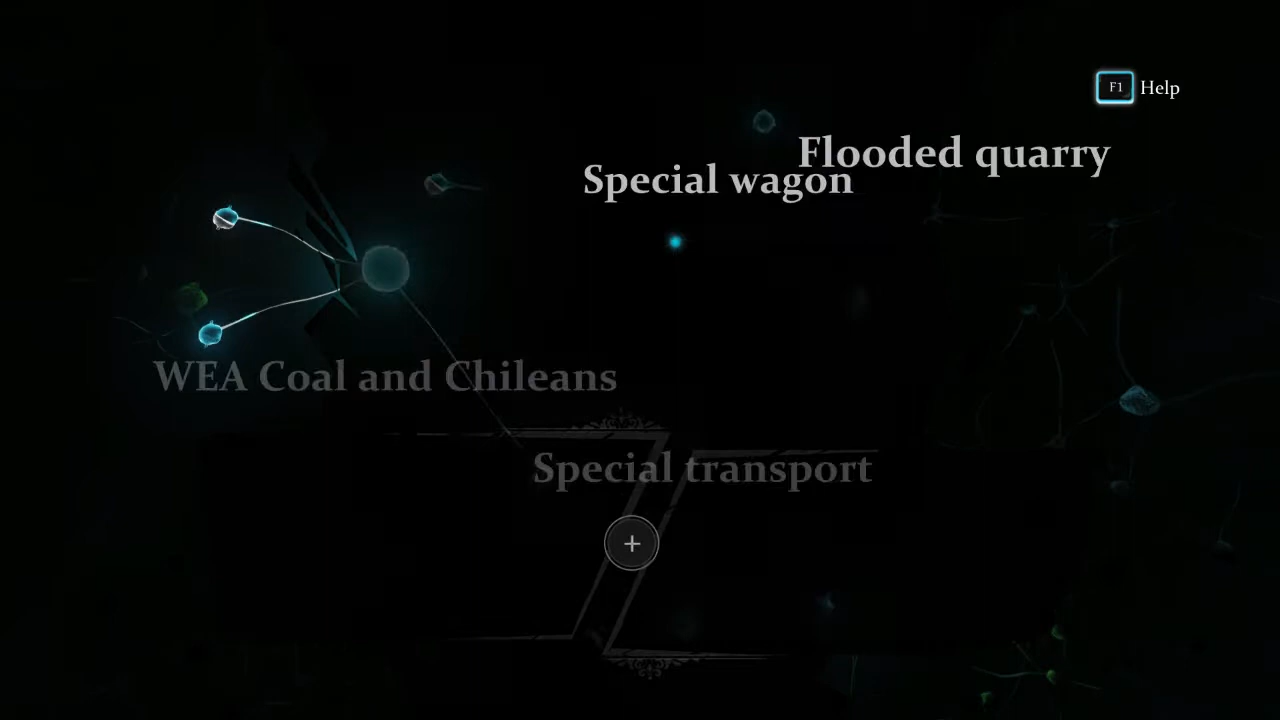 F1 Help
Flooded quarry
Special wagon
WEA Coal and Chileans
Special transport